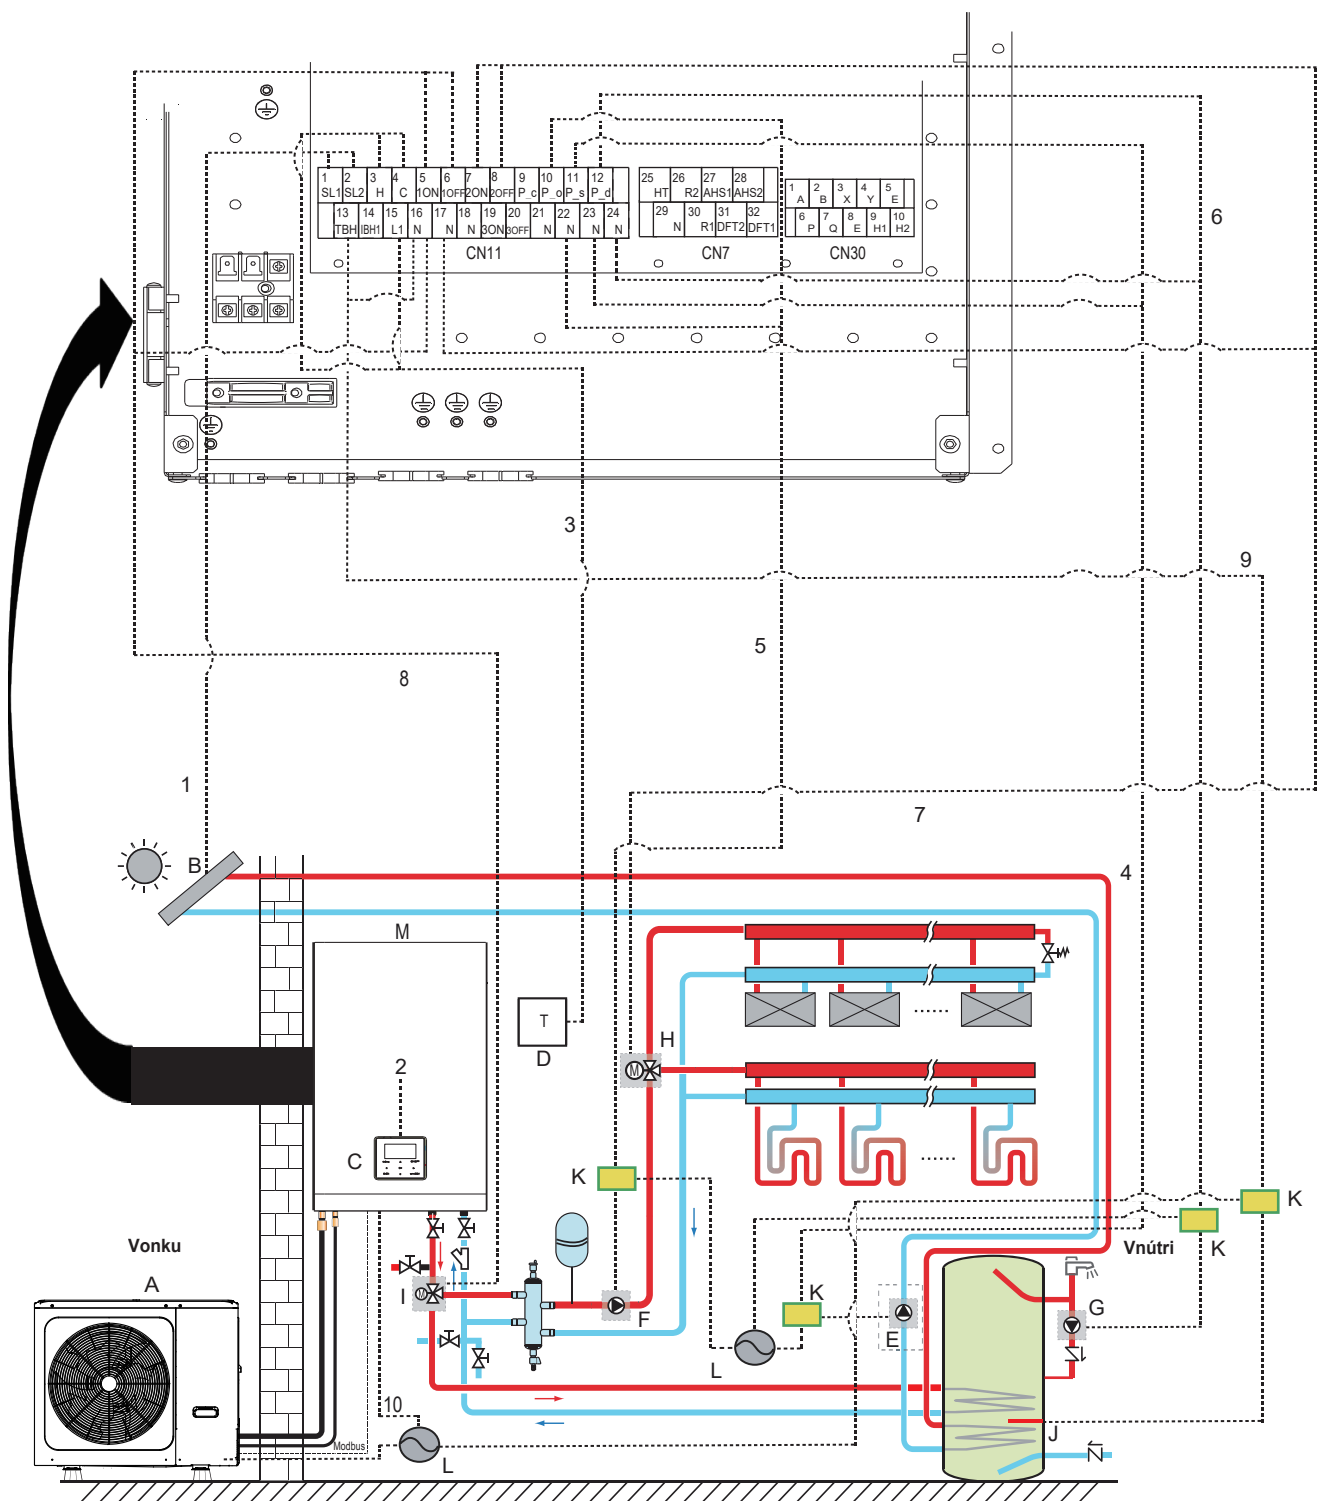 1 2 3 4 5 6 7 8 9 10 11 12
SL1 SL2 H C 1ON 1OFF 2ON 2OFF P_c P_o P_s P_d
13 14 15 16 17 18 19 20 21 22 23 24
TBH IBH1 L1 N N N 3ON 3OFF N N N N
CN11
25 26 27 28
HT R2 AHS1 AHS2
29 30 31 32
N R1 DFT2 DFT1
CN7
1 2 3 4 5
A B X Y E
6 7 8 9 10
P Q E H1 H2
CN30
6
3
9
5
8
1
7
4
B
M
T
D
H
M
2
C
K
K
K
Vonku
Vnútri
A
I
M
F
K
E
G
L
10
J
Modbus
L